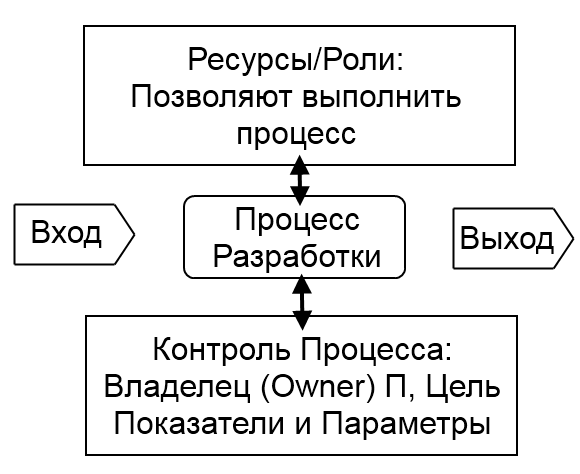 Ресурсы/Роли:
Позволяют выполнить
процесс
Вход
Процесс
Разработки
Выход
Контроль Процесса:
Владелец (Owner) П, Цель
Показатели и Параметры